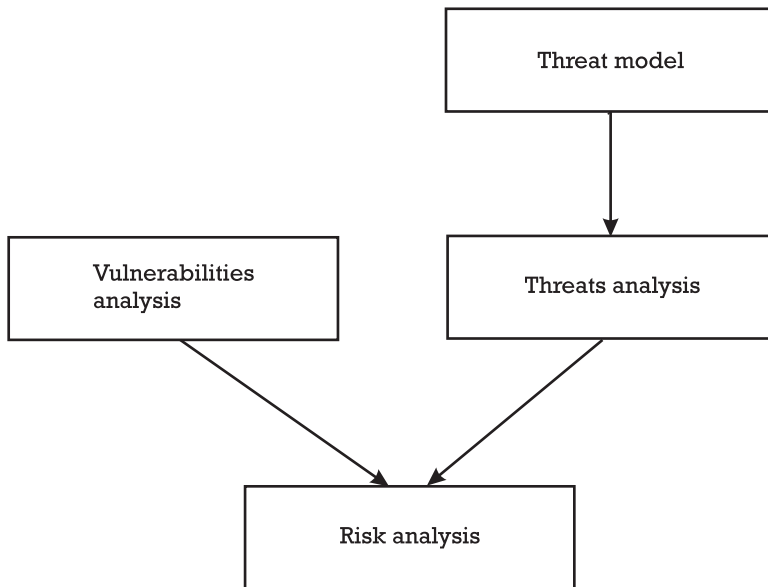 Threat model
Vulnerabilities
analysis
Threats analysis
Risk analysis